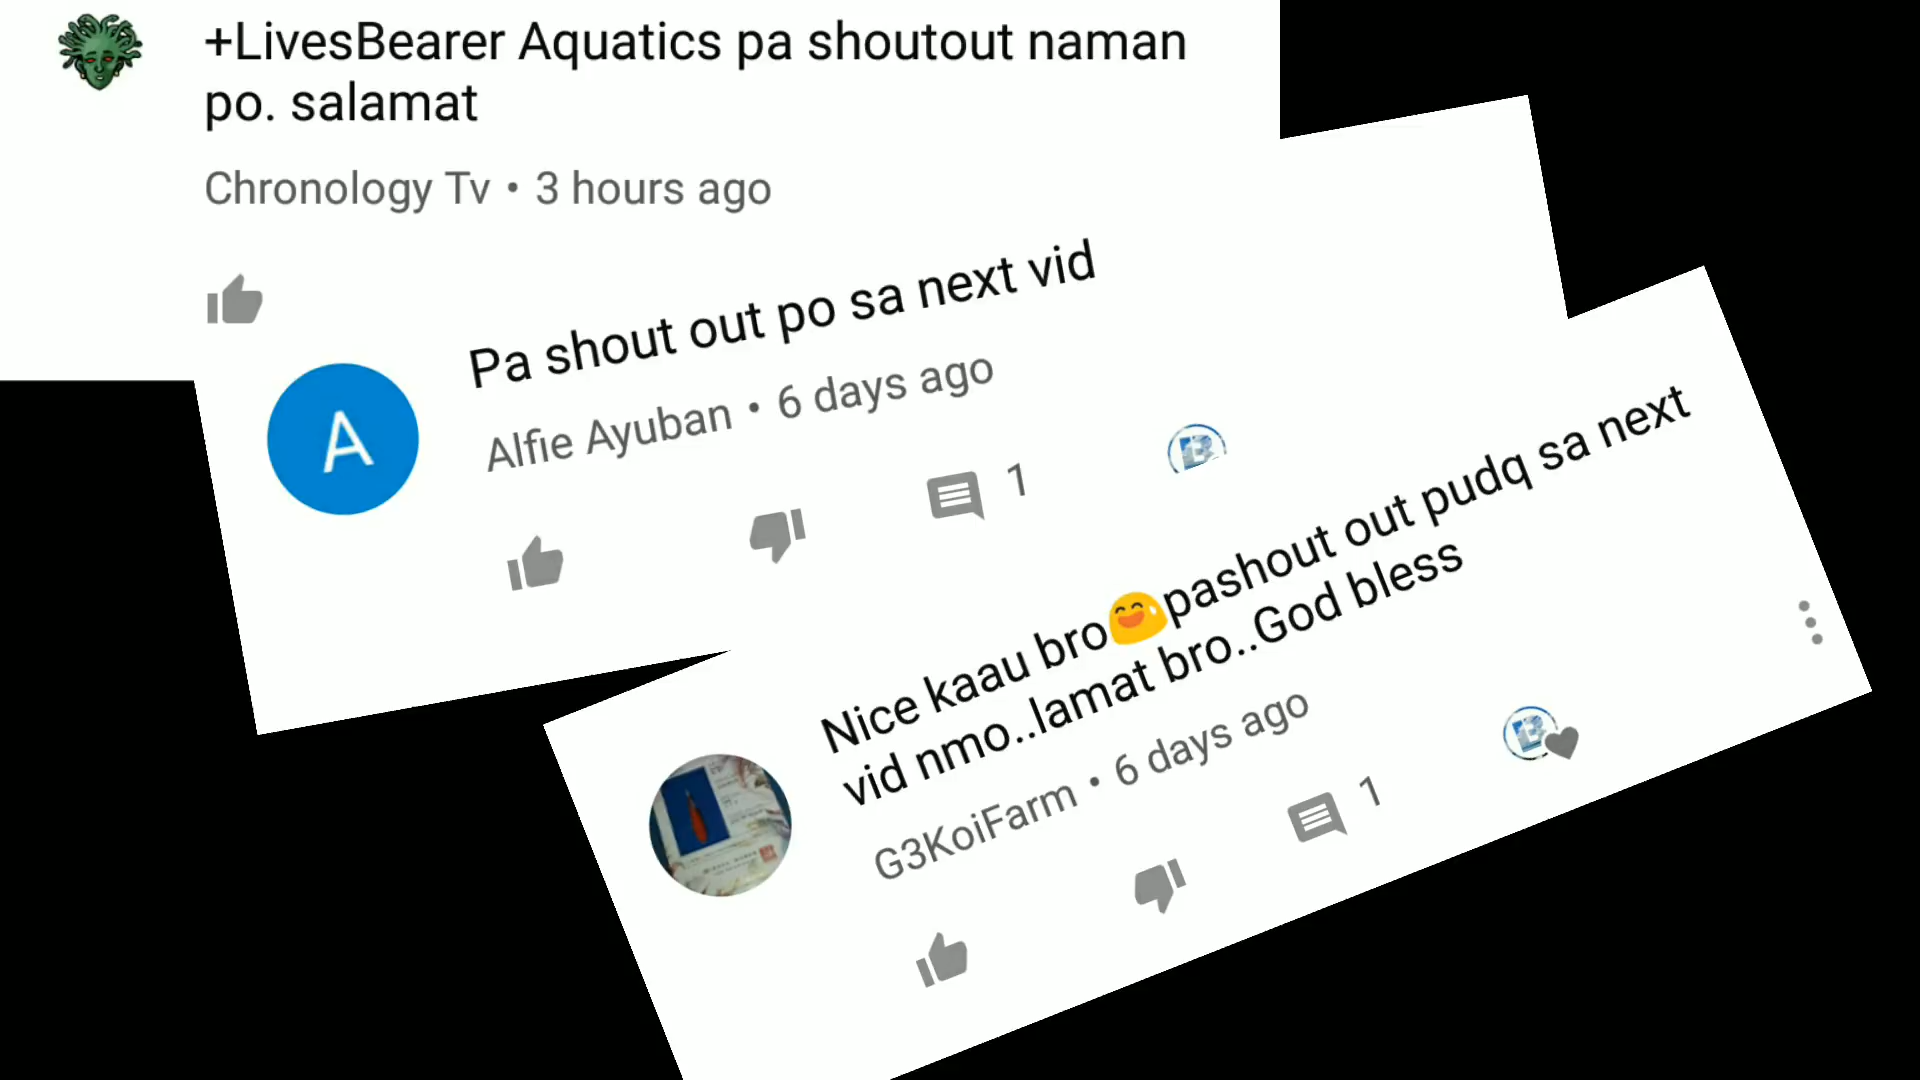 +LivesBearer Aquatics pa shoutout naman
po. salamat
Chronology Tv • 3 hours ago
Pa shout out po sa next vid
A
Alfie Ayuban • 6 days ago
1
Nice kaau bro😅pashout out pudq sa next
vid nmo..lamat bro..God bless
G3KoiFarm • 6 days ago
1